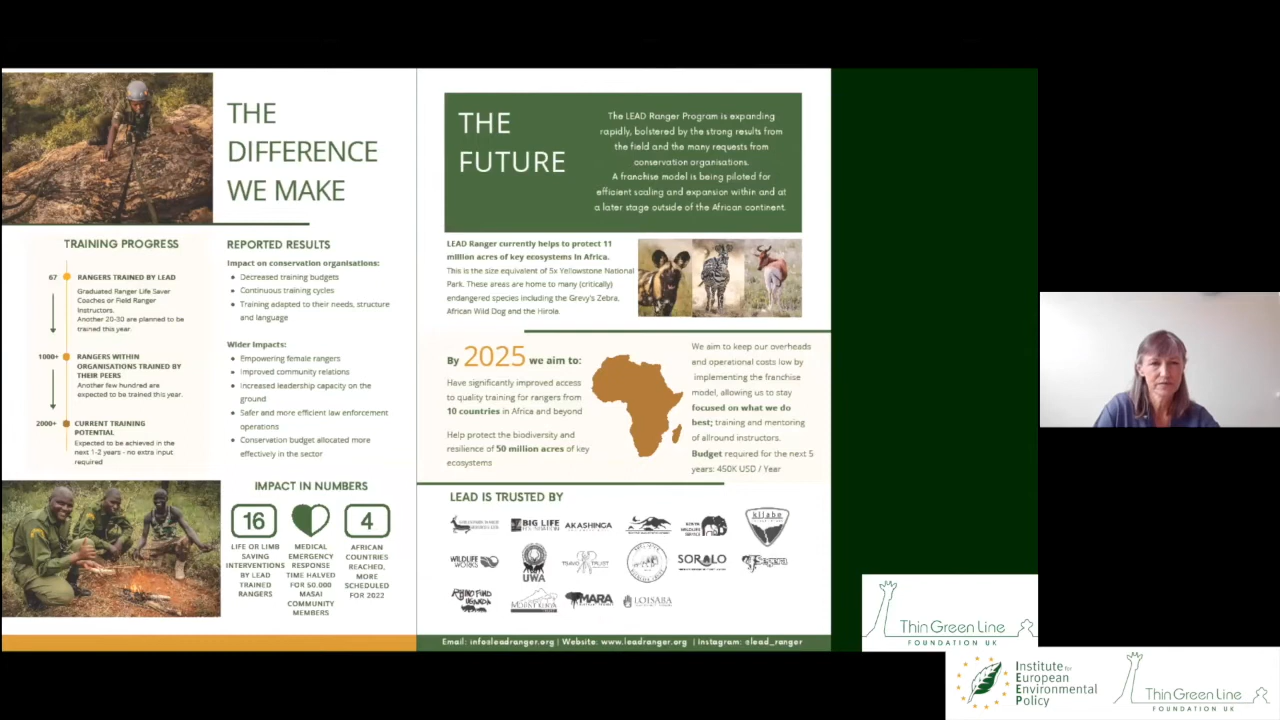 THE
DIFFERENCE
WE MAKE
TRAINING PROGRESS
67
RANGERS TRAINED BY LEAD
Graduated Ranger Life Saver
Coaches or Field Ranger
Instructors.
Another 20-30 are planned to be
trained this year.
1000+
RANGERS WITHIN
ORGANISATIONS TRAINED BY
THEIR PEERS
Another few hundred are
expected to be trained this year.
2000+
CURRENT TRAINING
POTENTIAL
Expected to be achieved in the
next 1-2 years - no extra input
required
REPORTED RESULTS
Impact on conservation organisations:
Decreased training budgets
Continuous training cycles
Training adapted to their needs, structure
and language
Wider Impacts:
Empowering female rangers
Improved community relations
Increased leadership capacity on the
ground
Safer and more efficient law enforcement
operations
Conservation budget allocated more
effectively in the sector
IMPACT IN NUMBERS
16
LIFE OR LIMB
SAVING
INTERVENTIONS
BY LEAD
TRAINED
RANGERS
MEDICAL
EMERGENCY
RESPONSE
TIME HALVED
FOR 50.000
MASAI
COMMUNITY
MEMBERS
4
AFRICAN
COUNTRIES
REACHED,
MORE
SCHEDULED
FOR 2022
THE
FUTURE
The LEAD Ranger Program is expanding
rapidly, bolstered by the strong results from
the field and the many requests from
conservation organisations.
A franchise model is being piloted for
efficient scaling and expansion within and at
a later stage outside of the African continent.
LEAD Ranger currently helps to protect 11
million acres of key ecosystems in Africa.
This is the size equivalent of 5x Yellowstone National
Park. These areas are home to many (critically)
endangered species including the Grevy's Zebra,
African Wild Dog and the Hirola.
By 2025 we aim to:
Have significantly improved access
to quality training for rangers from
10 countries in Africa and beyond
Help protect the biodiversity and
resilience of 50 million acres of key
ecosystems
We aim to keep our overheads
and operational costs low by
implementing the franchise
model, allowing us to stay
focused on what we do
best; training and mentoring
of allround instructors.
Budget required for the next 5
years: 450K USD / Year
LEAD IS TRUSTED BY
BIG LIFE
FOUNDATION
AKASHINGA
KENYA
WILDLIFE
SERVICE
WILDLIFE
WORKS
UWA
TSAVO TRUST
SORALO
RHINO FUND
UGANDA
MOUNT KENYA
TRUST
MARA
LOISABA
Email: info@leadranger.org | Website: www.leadranger.org | Instagram: @lead_ranger
Thin Green Line
FOUNDATION UK
Institute for
European
Environmental
Policy
Thin Green Line
FOUNDATION UK